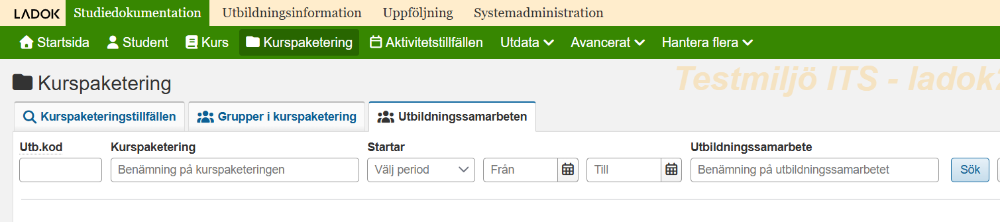 LADOK Studiedokumentation Utbildningsinformation Uppföljning Systemadministration
Startsida Student Kurs Kurspaketering Aktivitetstillfällen Utdata Avancerat Hantera flera
Testmiljö ITS - ladok
Kurspaketering
Kurspaketeringstillfällen Grupper i kurspaketering Utbildningssamarbeten
Utb.kod Kurspaketering Startar Utbildningssamarbete
Benämning på kurspaketeringen Välj period Från Till Benämning på utbildningssamarbetet Sök